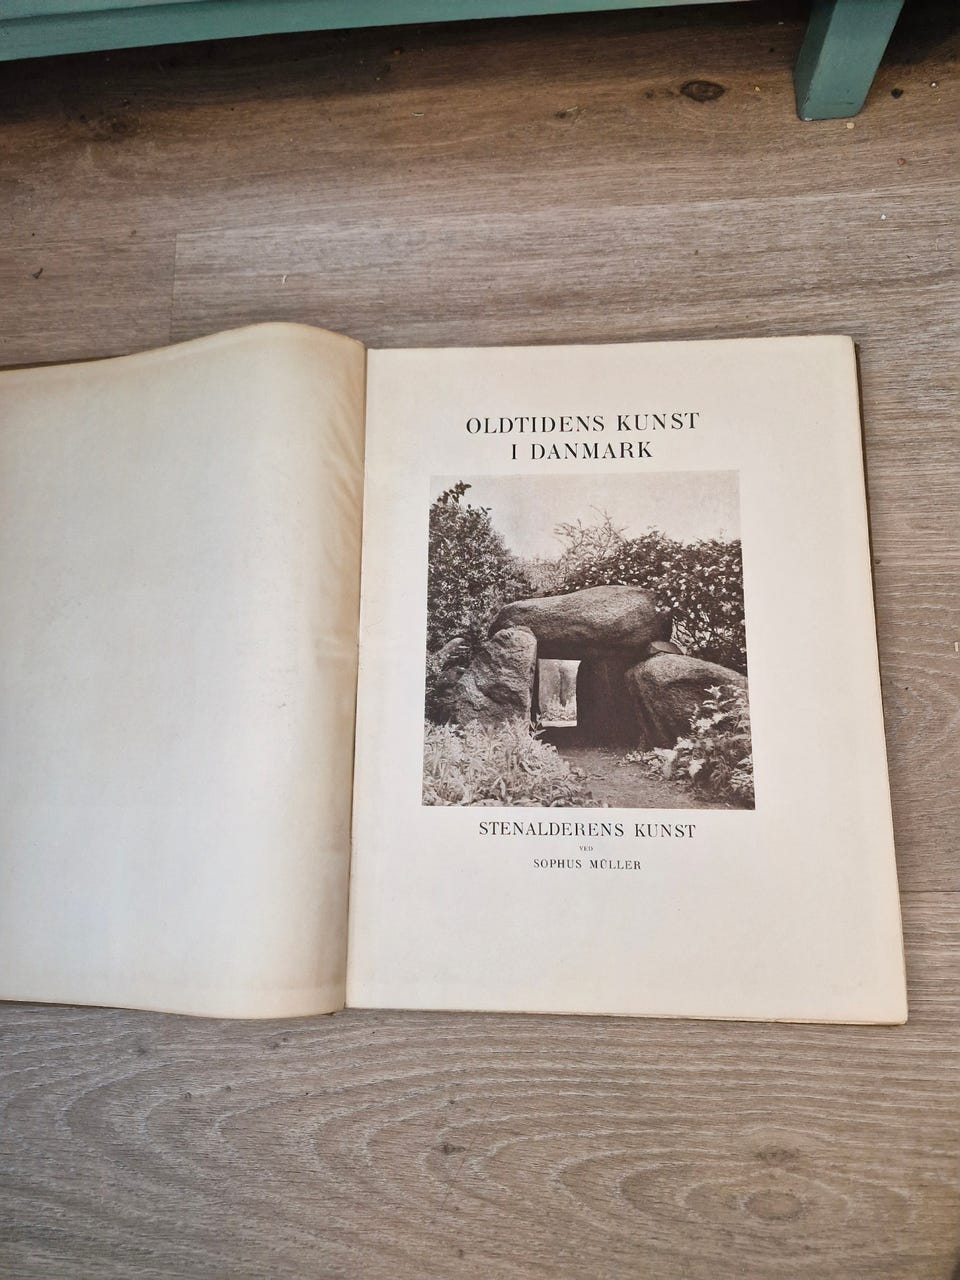 OLDTIDENS KUNST
I DANMARK
STENALDERENS KUNST
VED
SOPHUS MÜLLER